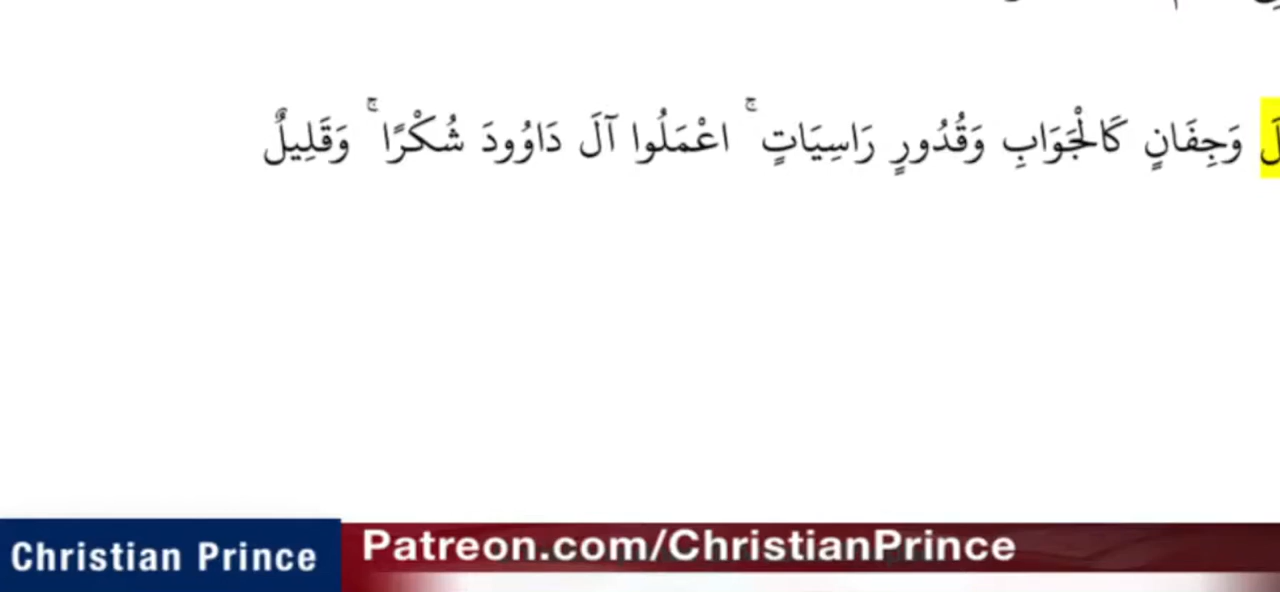 وَجِفَانٍ كَالْجَوَابِ وَقُدُورٍ رَاسِيَاتٍ ۚ اعْمَلُوا آلَ دَاوُودَ شُكْرًا ۚ وَقَلِيلٌ
Christian Prince
Patreon.com/ChristianPrince